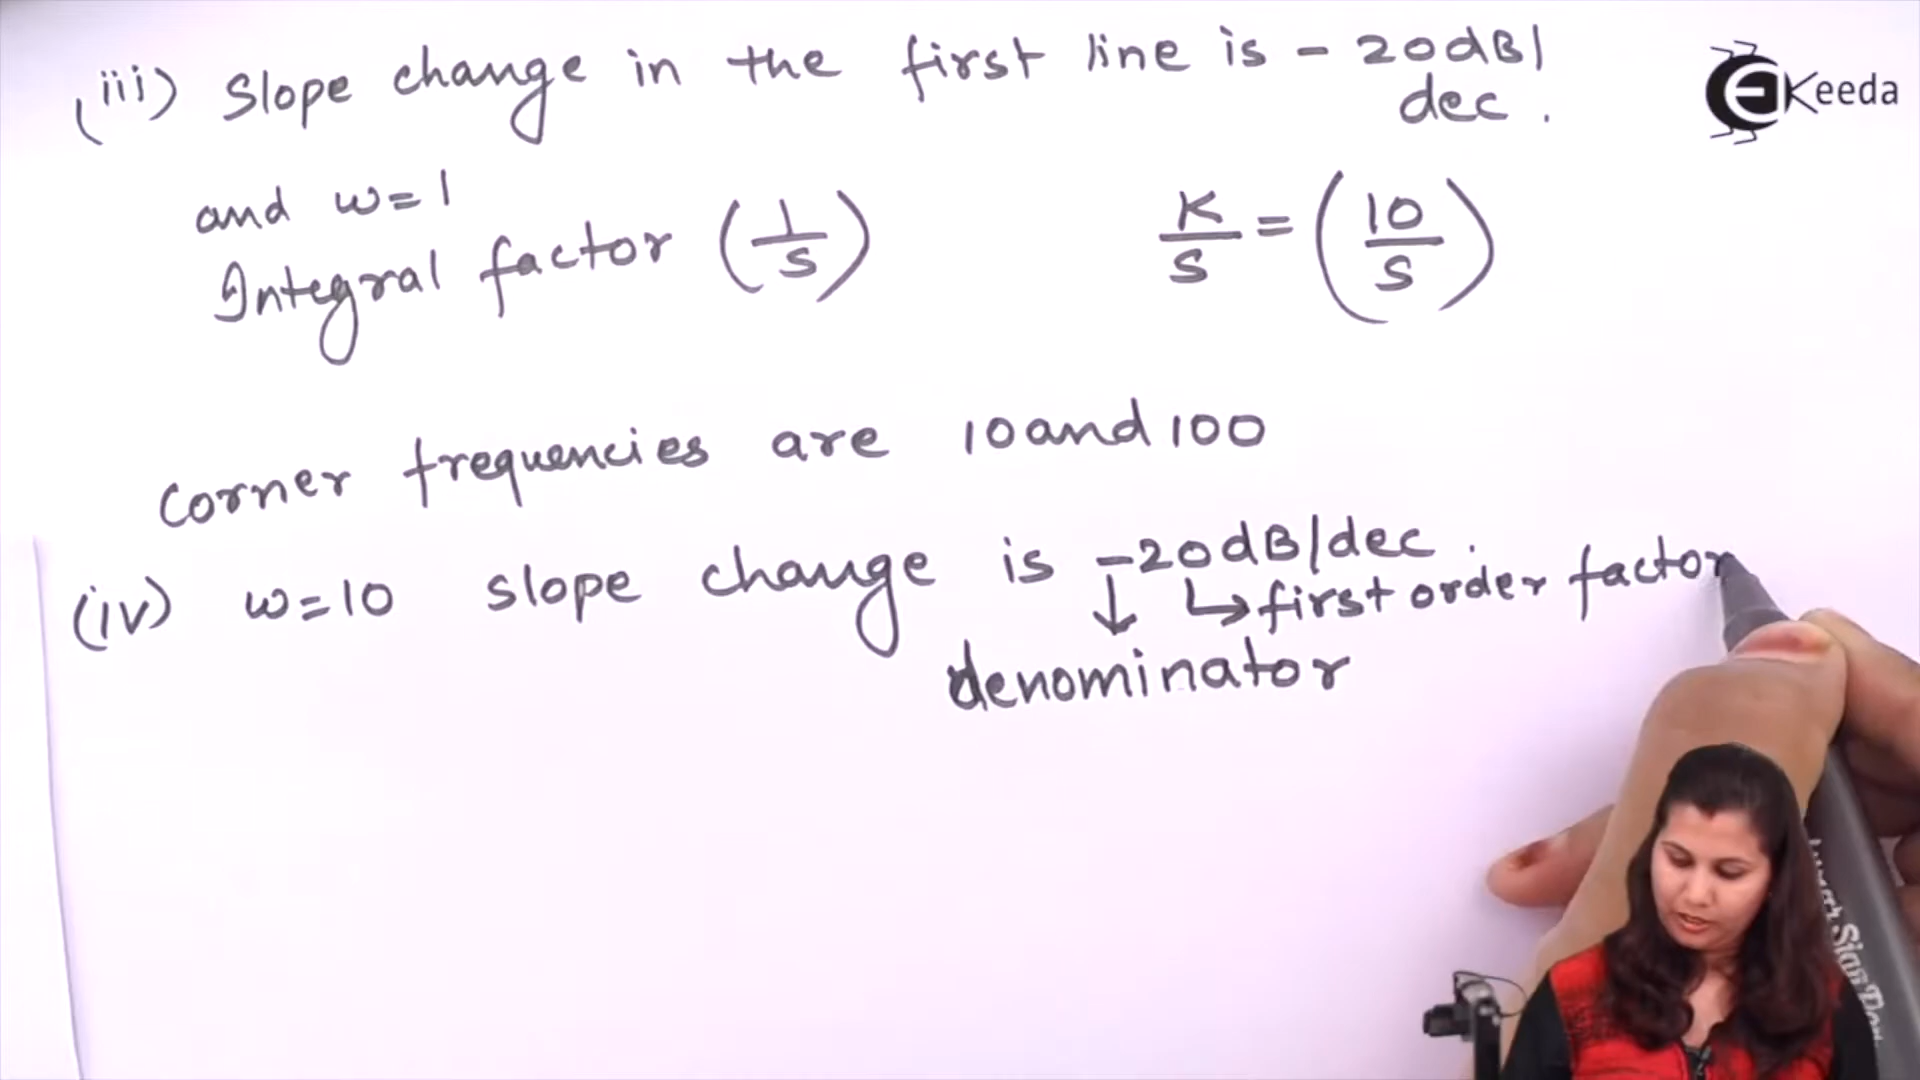 (iii) Slope change in the first line is - 20dB/
dec.
and w=1
Integral factor (1/s)
K/s = (10/s)
Corner frequencies are 10 and 100
(iv) w=10 slope change is -20dB/dec.
↓ ↳ first order factor
denominator
Keeda